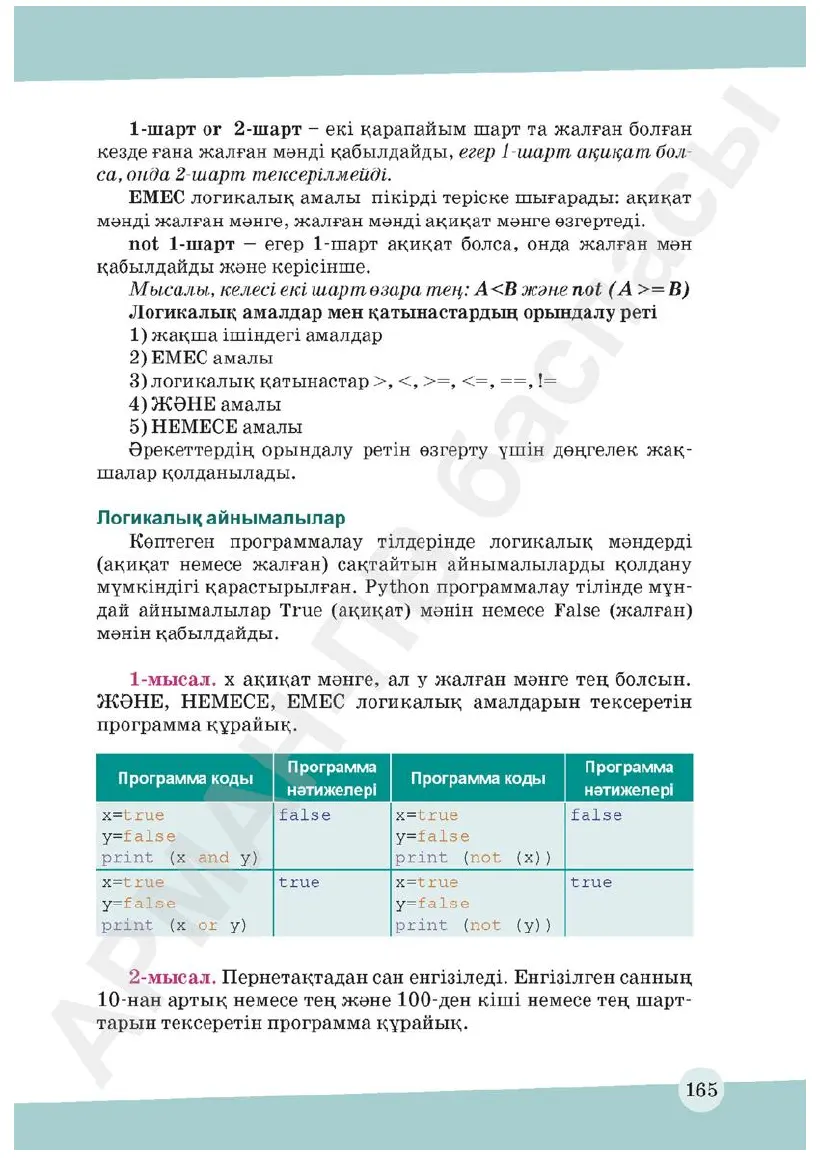 1-шарт or 2-шарт – екі қарапайым шарт та жалған болған
кезде ғана жалған мәнді қабылдайды, егер 1-шарт ақиқат бол-
са, онда 2-шарт тексерілмейді.
ЕМЕС логикалық амалы пікірді теріске шығарады: ақиқат
мәнді жалған мәнге, жалған мәнді ақиқат мәнге өзгертеді.
not 1-шарт – егер 1-шарт ақиқат болса, онда жалған мән
қабылдайды және керісінше.
Мысалы, келесі екі шарт өзара тең: A<B және not (A >= B)
Логикалық амалдар мен қатынастардың орындалу реті
1) жақша ішіндегі амалдар
2) ЕМЕС амалы
3) логикалық қатынастар >, <, >=, <=, ==, !=
4) ЖӘНЕ амалы
5) НЕМЕСЕ амалы
Әрекеттердің орындалу ретін өзгерту үшін дөңгелек жақ-
шалар қолданылады.
Логикалық айнымалылар
Көптеген программалау тілдерінде логикалық мәндерді
(ақиқат немесе жалған) сақтайтын айнымалыларды қолдану
мүмкіндігі қарастырылған. Python программалау тілінде мұн-
дай айнымалылар True (ақиқат) мәнін немесе False (жалған)
мәнін қабылдайды.
1-мысал. x ақиқат мәнге, ал y жалған мәнге тең болсын.
ЖӘНЕ, НЕМЕСЕ, ЕМЕС логикалық амалдарын тексеретін
программа құрайық.
Программа коды Программа нәтижелері Программа коды Программа нәтижелері
x=true false x=true false
y=false y=false
print (x and y) print (not (x))
x=true true x=true true
y=false y=false
print (x or y) print (not (y))
2-мысал. Пернетақтадан сан енгізіледі. Енгізілген санның
10-нан артық немесе тең және 100-ден кіші немесе тең шарт-
тарын тексеретін программа құрайық.
165
АРМАН-ПВ баспасы